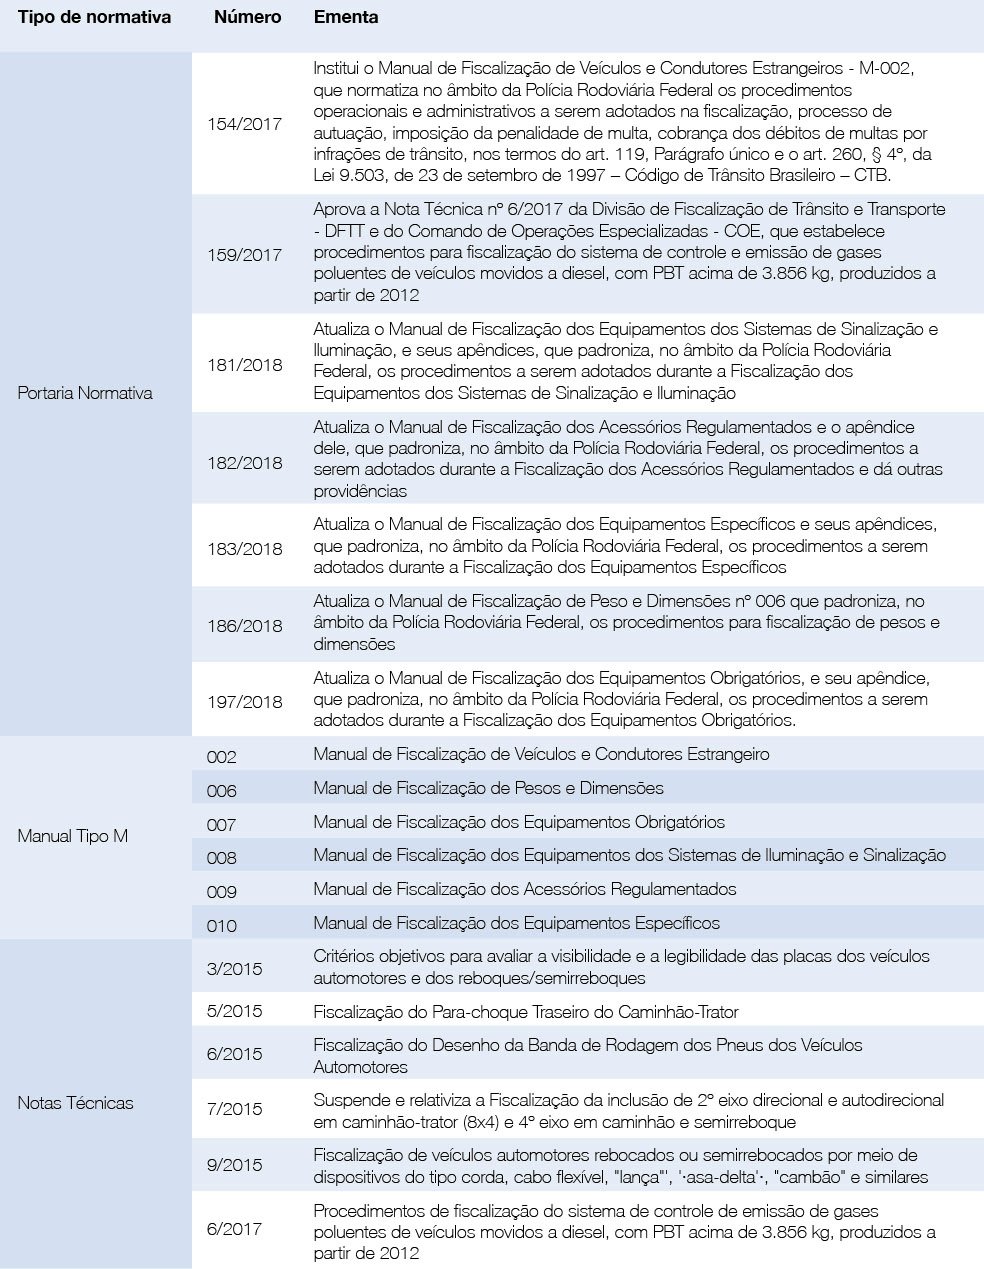 Tipo de normativa Número Ementa
Institui o Manual de Fiscalização de Veículos e Condutores Estrangeiros - M-002,
que normatiza no âmbito da Polícia Rodoviária Federal os procedimentos
operacionais e administrativos a serem adotados na fiscalização, processo de
154/2017
autuação, imposição da penalidade de multa, cobrança dos débitos de multas por
infrações de trânsito, nos termos do art. 119, Parágrafo único e o art. 260, § 4º, da
Lei 9.503, de 23 de setembro de 1997 – Código de Trânsito Brasileiro – CTB.
Aprova a Nota Técnica nº 6/2017 da Divisão de Fiscalização de Trânsito e Transporte
- DFTT e do Comando de Operações Especializadas - COE, que estabelece
159/2017 procedimentos para fiscalização do sistema de controle e emissão de gases
poluentes de veículos movidos a diesel, com PBT acima de 3.856 kg, produzidos a
partir de 2012
Atualiza o Manual de Fiscalização dos Equipamentos dos Sistemas de Sinalização e
Iluminação, e seus apêndices, que padroniza, no âmbito da Polícia Rodoviária
181/2018 Federal, os procedimentos a serem adotados durante a Fiscalização dos
Equipamentos dos Sistemas de Sinalização e Iluminação
Portaria Normativa
Atualiza o Manual de Fiscalização dos Acessórios Regulamentados e o apêndice
dele, que padroniza, no âmbito da Polícia Rodoviária Federal, os procedimentos a
182/2018 serem adotados durante a Fiscalização dos Acessórios Regulamentados e dá outras
providências
Atualiza o Manual de Fiscalização dos Equipamentos Específicos e seus apêndices,
183/2018 que padroniza, no âmbito da Polícia Rodoviária Federal, os procedimentos a serem
adotados durante a Fiscalização dos Equipamentos Específicos
Atualiza o Manual de Fiscalização de Peso e Dimensões nº 006 que padroniza, no
186/2018 âmbito da Polícia Rodoviária Federal, os procedimentos para fiscalização de pesos e
dimensões
Atualiza o Manual de Fiscalização dos Equipamentos Obrigatórios, e seu apêndice,
197/2018 que padroniza, no âmbito da Polícia Rodoviária Federal, os procedimentos a serem
adotados durante a Fiscalização dos Equipamentos Obrigatórios.
002 Manual de Fiscalização de Veículos e Condutores Estrangeiro
006 Manual de Fiscalização de Pesos e Dimensões
007 Manual de Fiscalização dos Equipamentos Obrigatórios
Manual Tipo M
008 Manual de Fiscalização dos Equipamentos dos Sistemas de Iluminação e Sinalização
009 Manual de Fiscalização dos Acessórios Regulamentados
010 Manual de Fiscalização dos Equipamentos Específicos
3/2015 Critérios objetivos para avaliar a visibilidade e a legibilidade das placas dos veículos
automotores e dos reboques/semirreboques
5/2015 Fiscalização do Para-choque Traseiro do Caminhão-Trator
6/2015 Fiscalização do Desenho da Banda de Rodagem dos Pneus dos Veículos
Automotores
Notas Técnicas
7/2015 Suspende e relativiza a Fiscalização da inclusão de 2º eixo direcional e autodirecional
em caminhão-trator (8x4) e 4º eixo em caminhão e semirreboque
9/2015 Fiscalização de veículos automotores rebocados ou semirrebocados por meio de
dispositivos do tipo corda, cabo flexível, "lança"', '·asa-delta'·, "cambão" e similares
Procedimentos de fiscalização do sistema de controle de emissão de gases
6/2017 poluentes de veículos movidos a diesel, com PBT acima de 3.856 kg, produzidos a
partir de 2012